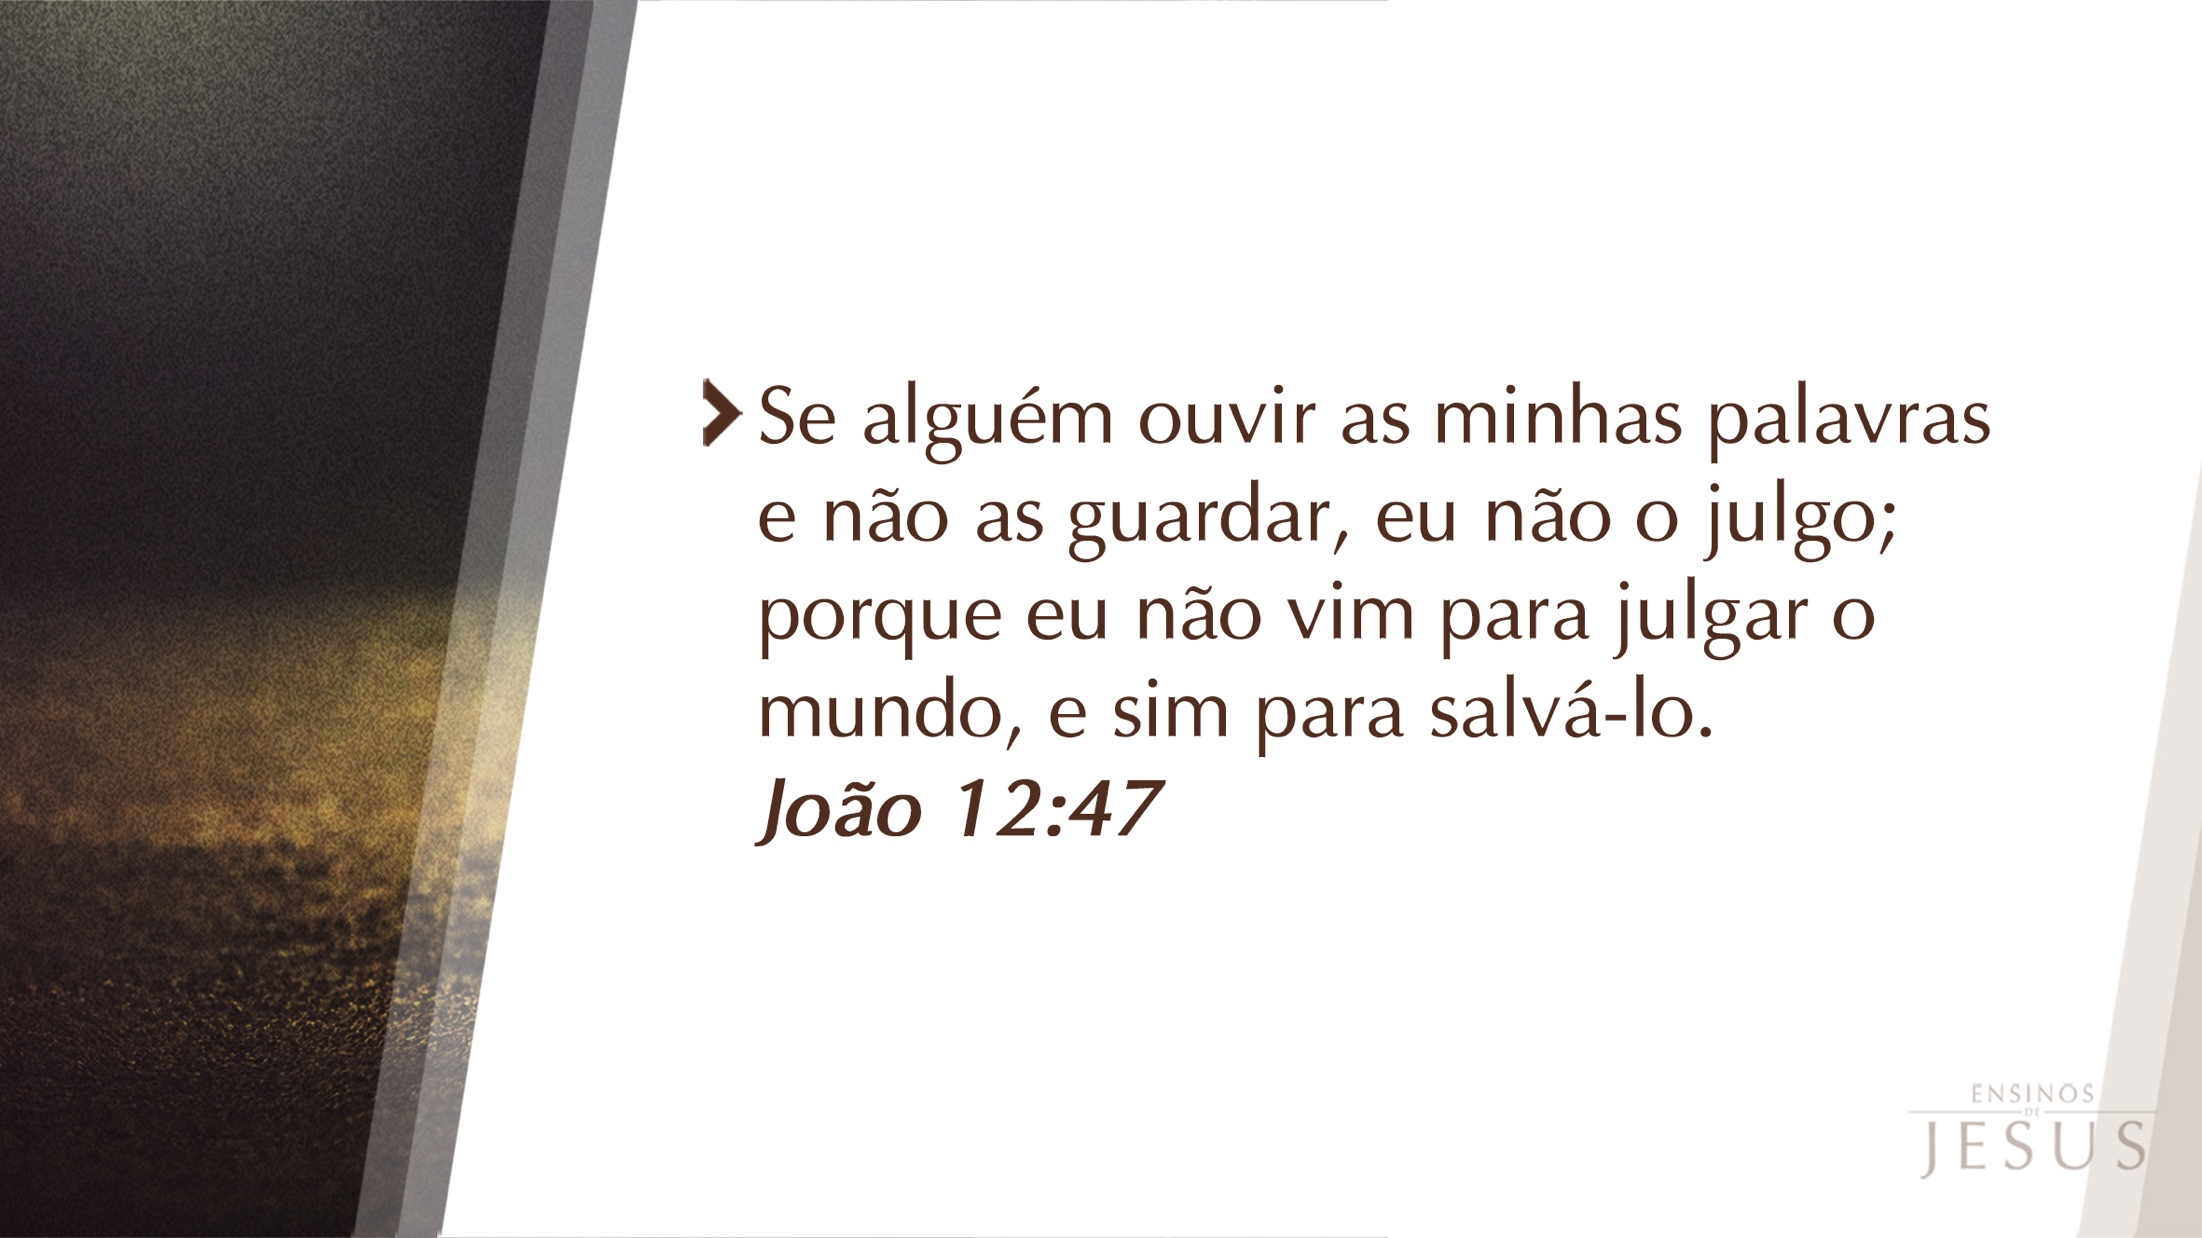 Se alguém ouvir as minhas palavras
e não as guardar, eu não o julgo;
porque eu não vim para julgar o
mundo, e sim para salvá-lo.
João 12:47
ENSINOS
DE
JESUS